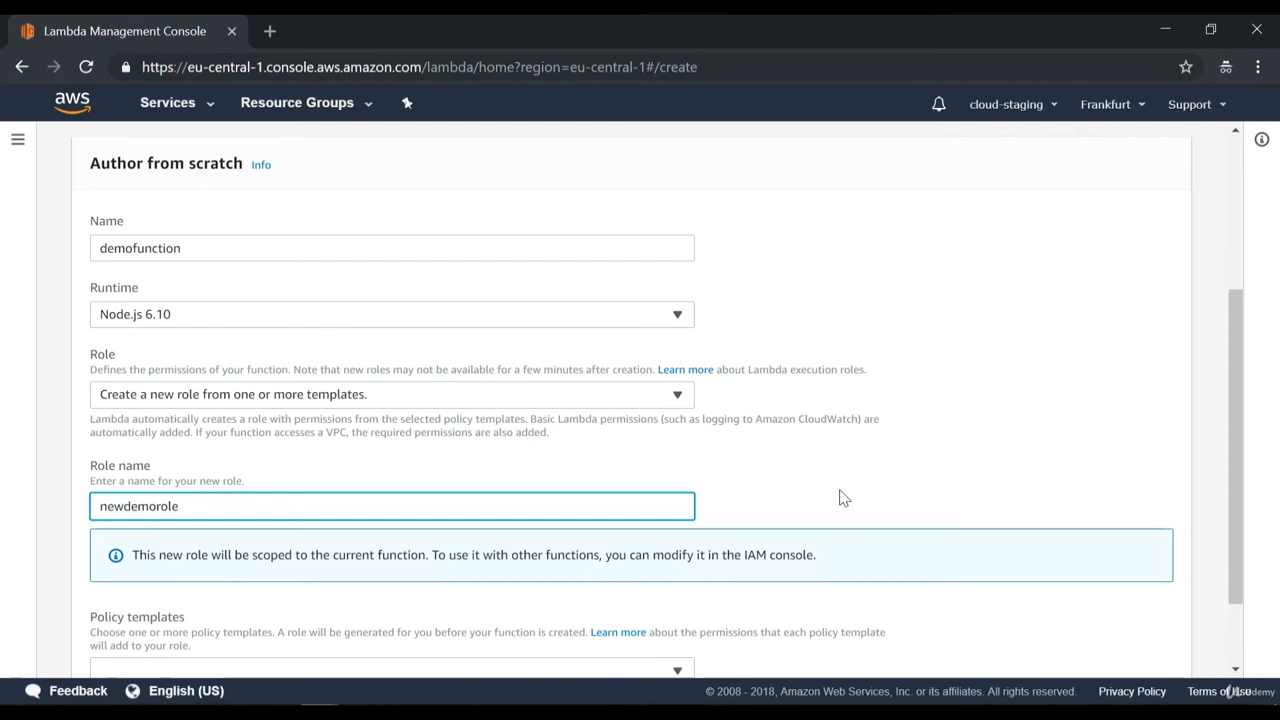 Lambda Management Console
https://eu-central-1.console.aws.amazon.com/lambda/home?region=eu-central-1#/create
aws Services Resource Groups cloud-staging Frankfurt Support
Author from scratch Info
Name
demofunction
Runtime
Node.js 6.10
Role
Defines the permissions of your function. Note that new roles may not be available for a few minutes after creation. Learn more about Lambda execution roles.
Create a new role from one or more templates.
Lambda automatically creates a role with permissions from the selected policy templates. Basic Lambda permissions (such as logging to Amazon CloudWatch) are
automatically added. If your function accesses a VPC, the required permissions are also added.
Role name
Enter a name for your new role.
newdemorole
This new role will be scoped to the current function. To use it with other functions, you can modify it in the IAM console.
Policy templates
Choose one or more policy templates. A role will be generated for you before your function is created. Learn more about the permissions that each policy template
will add to your role.
Feedback English (US) © 2008 - 2018, Amazon Web Services, Inc. or its affiliates. All rights reserved. Privacy Policy Terms of Use
Udemy